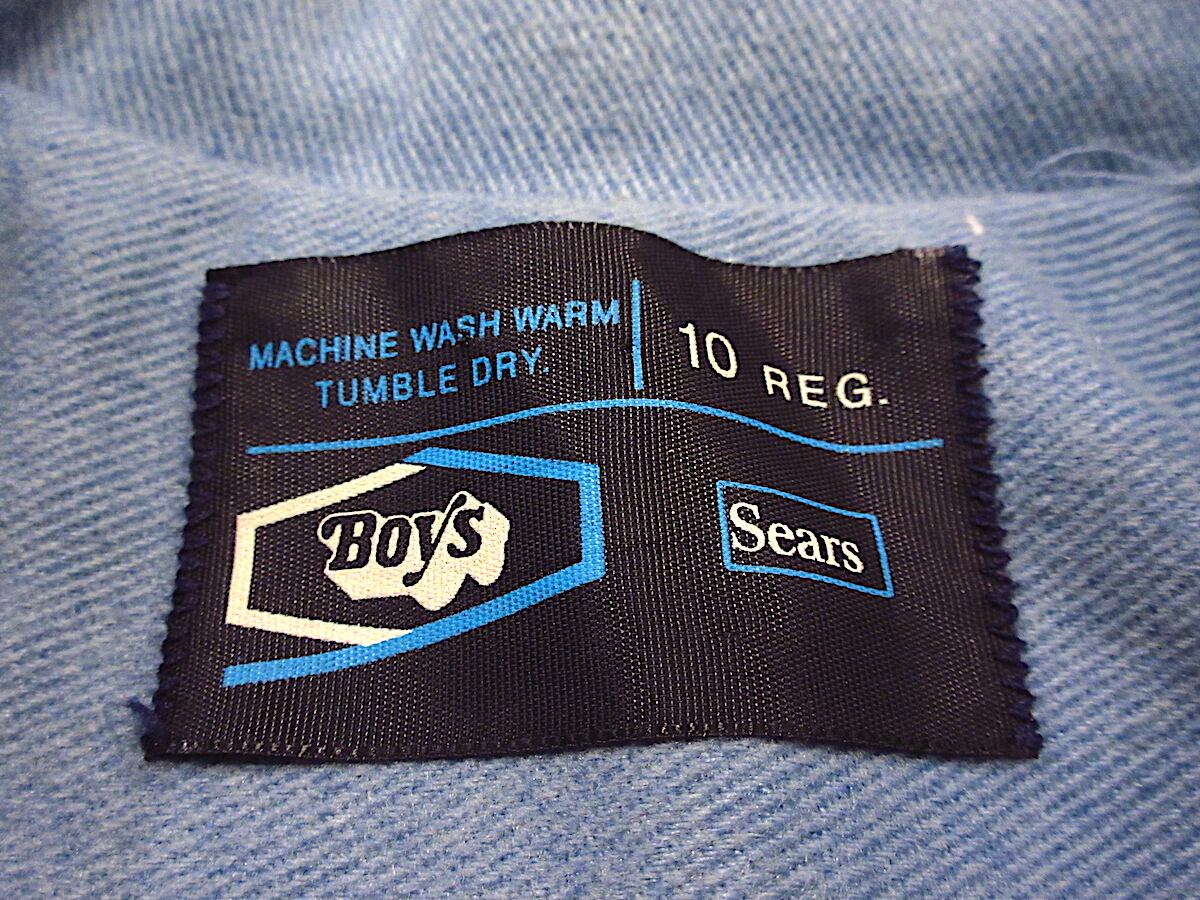 MACHINE WASH WARM
TUMBLE DRY.
10 REG.
Boys
Sears